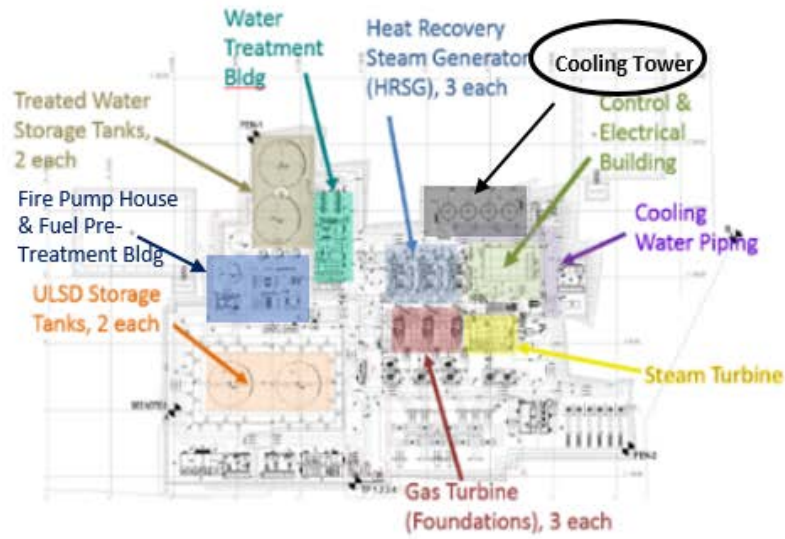 Water
Treatment
Bldg
Heat Recovery
Steam Generator
(HRSG), 3 each
Cooling Tower
Control &
Electrical
Building
Treated Water
Storage Tanks,
2 each
Fire Pump House
& Fuel Pre-
Treatment Bldg
Cooling
Water Piping
ULSD Storage
Tanks, 2 each
Steam Turbine
Gas Turbine
(Foundations), 3 each